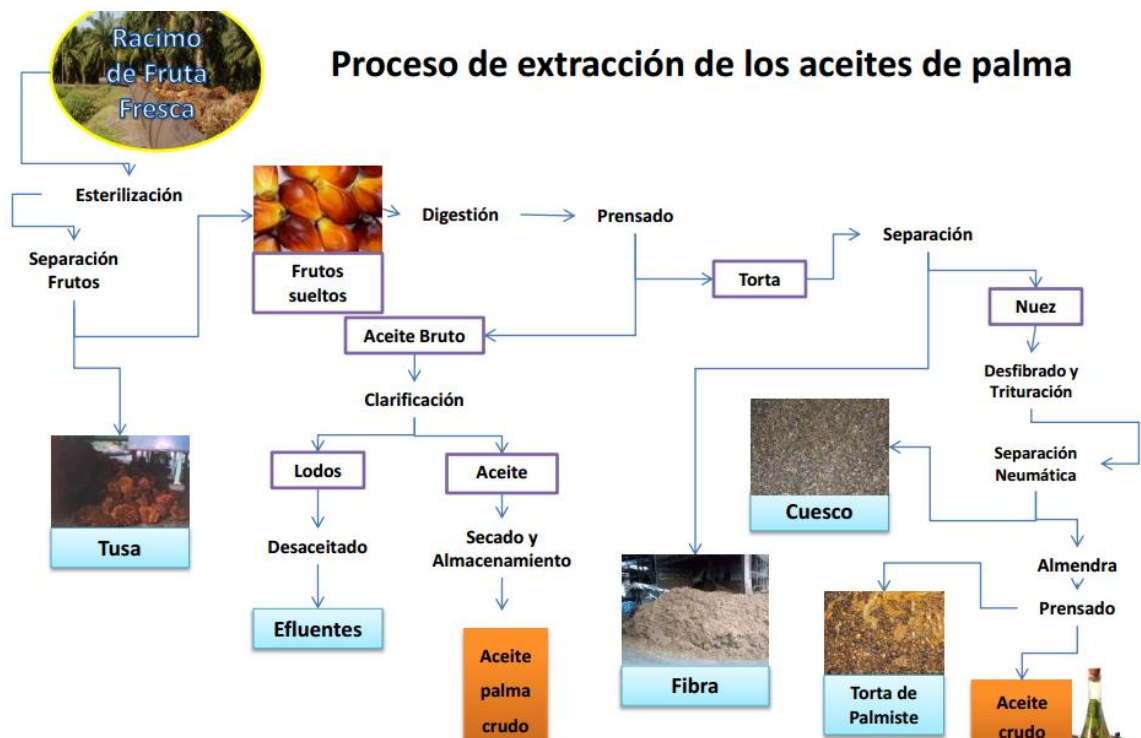 Racimo
de Fruta
Fresca
Proceso de extracción de los aceites de palma
Esterilización
Separación
Frutos
Frutos
sueltos
Digestión
Prensado
Torta
Separación
Nuez
Aceite Bruto
Desfibrado y
Trituración
Clarificación
Separación
Neumática
Lodos
Aceite
Cuesco
Tusa
Desaceitado
Secado y
Almacenamiento
Almendra
Prensado
Efluentes
Aceite
palma
crudo
Fibra
Torta de
Palmiste
Aceite
crudo